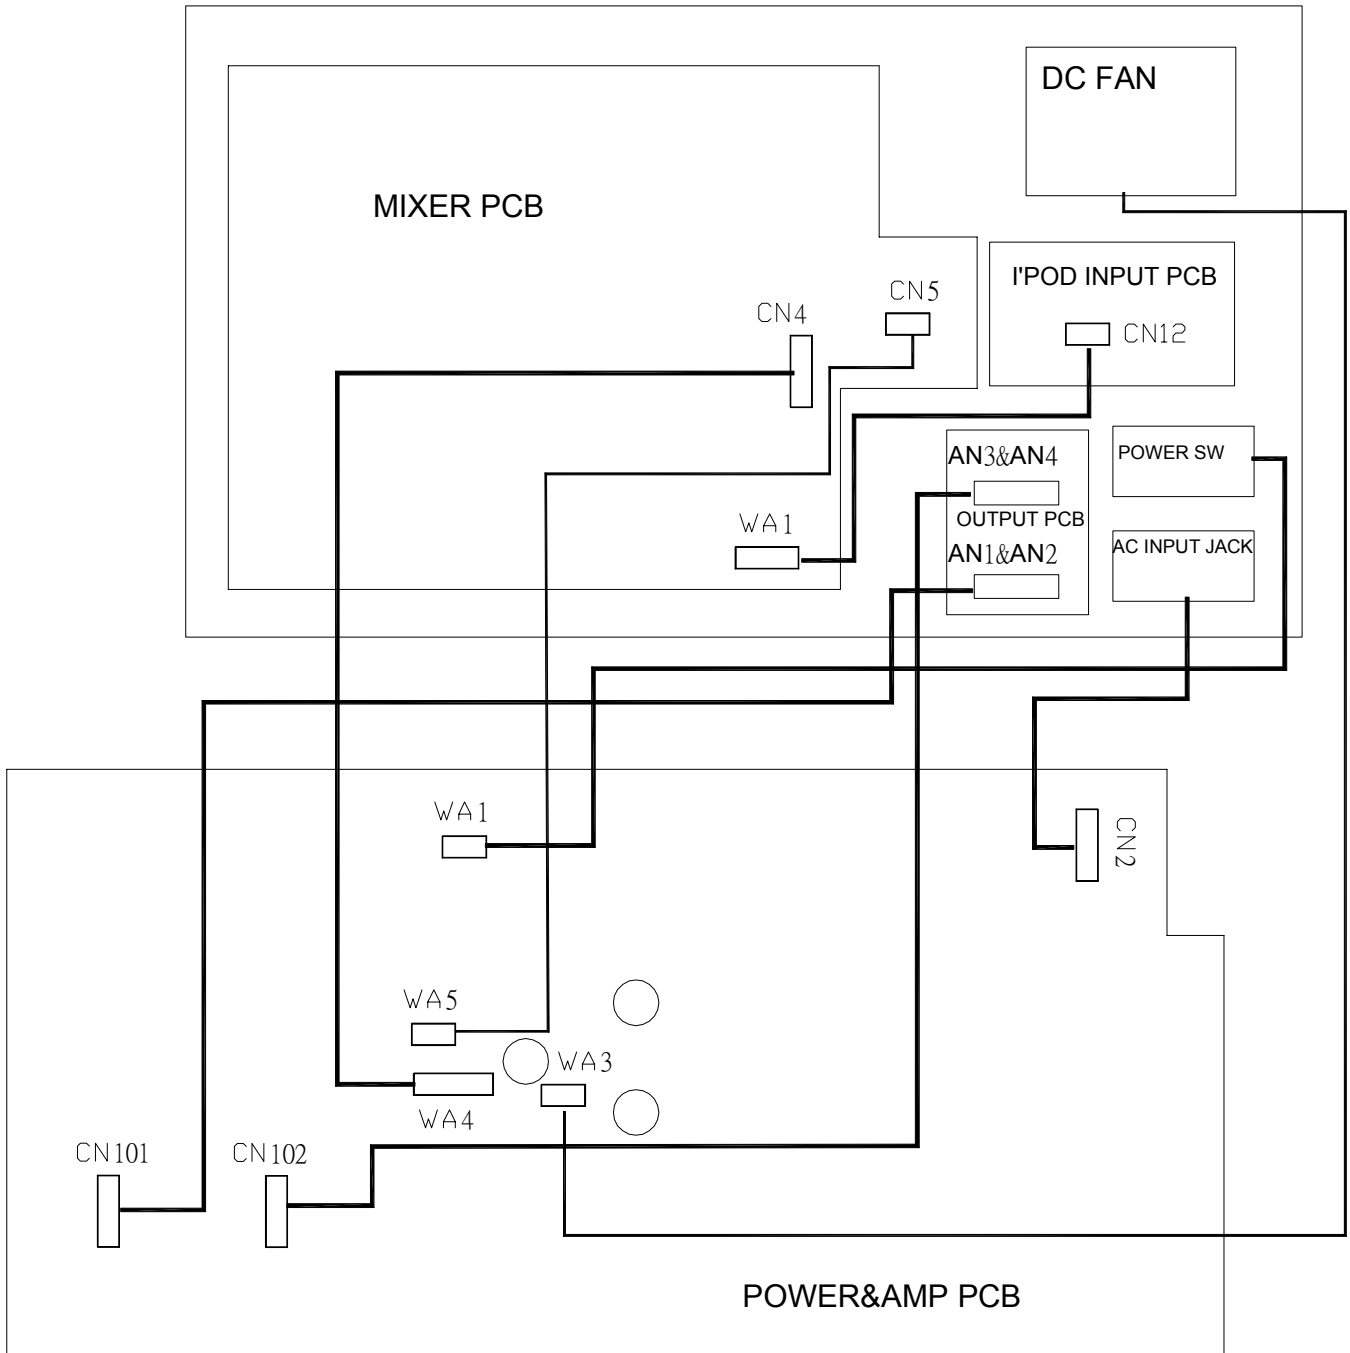 DC FAN
MIXER PCB
I'POD INPUT PCB
CN5
CN4
CN12
AN3&AN4
POWER SW
OUTPUT PCB
WA1
AC INPUT JACK
AN1&AN2
WA1
CN2
WA5
WA3
WA4
CN101
CN102
POWER&AMP PCB